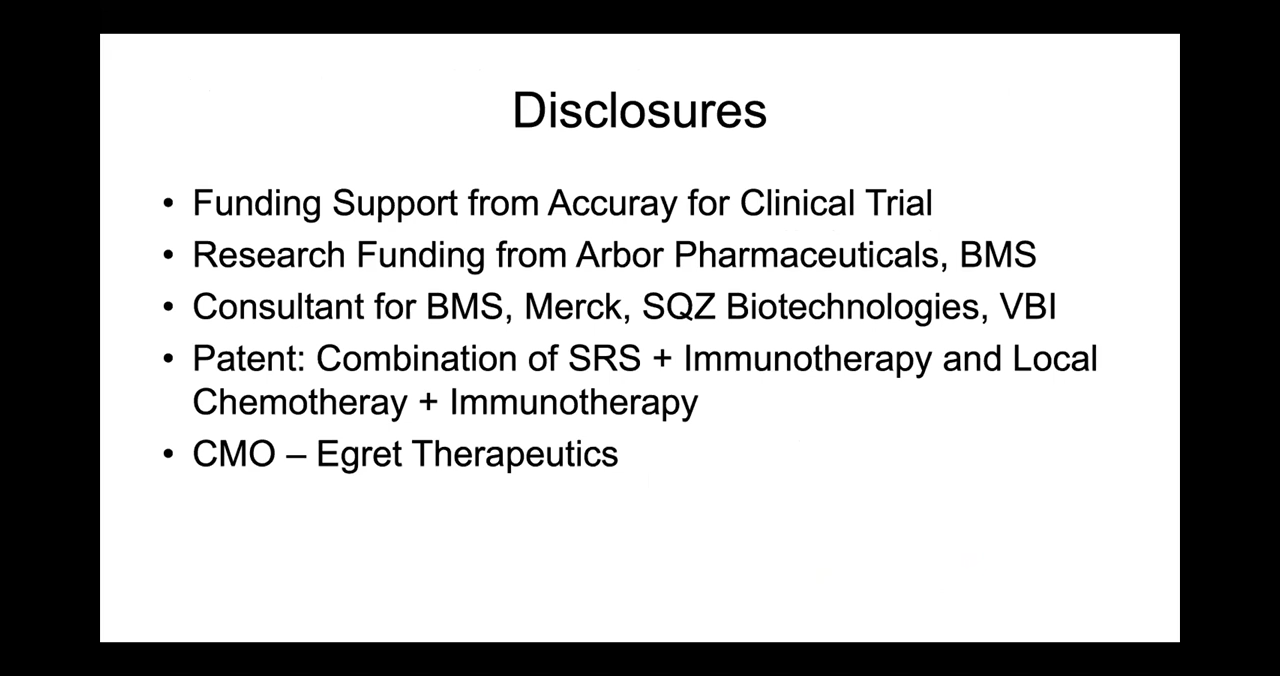 Disclosures
• Funding Support from Accuray for Clinical Trial
• Research Funding from Arbor Pharmaceuticals, BMS
• Consultant for BMS, Merck, SQZ Biotechnologies, VBI
• Patent: Combination of SRS + Immunotherapy and Local
Chemotheray + Immunotherapy
• CMO – Egret Therapeutics